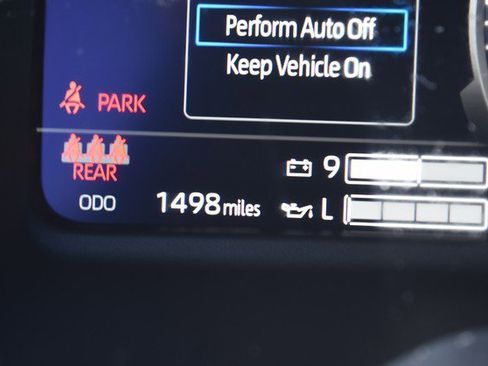 Perform Auto Off
Keep Vehicle On
PARK
REAR
9
ODO 1498 miles
L